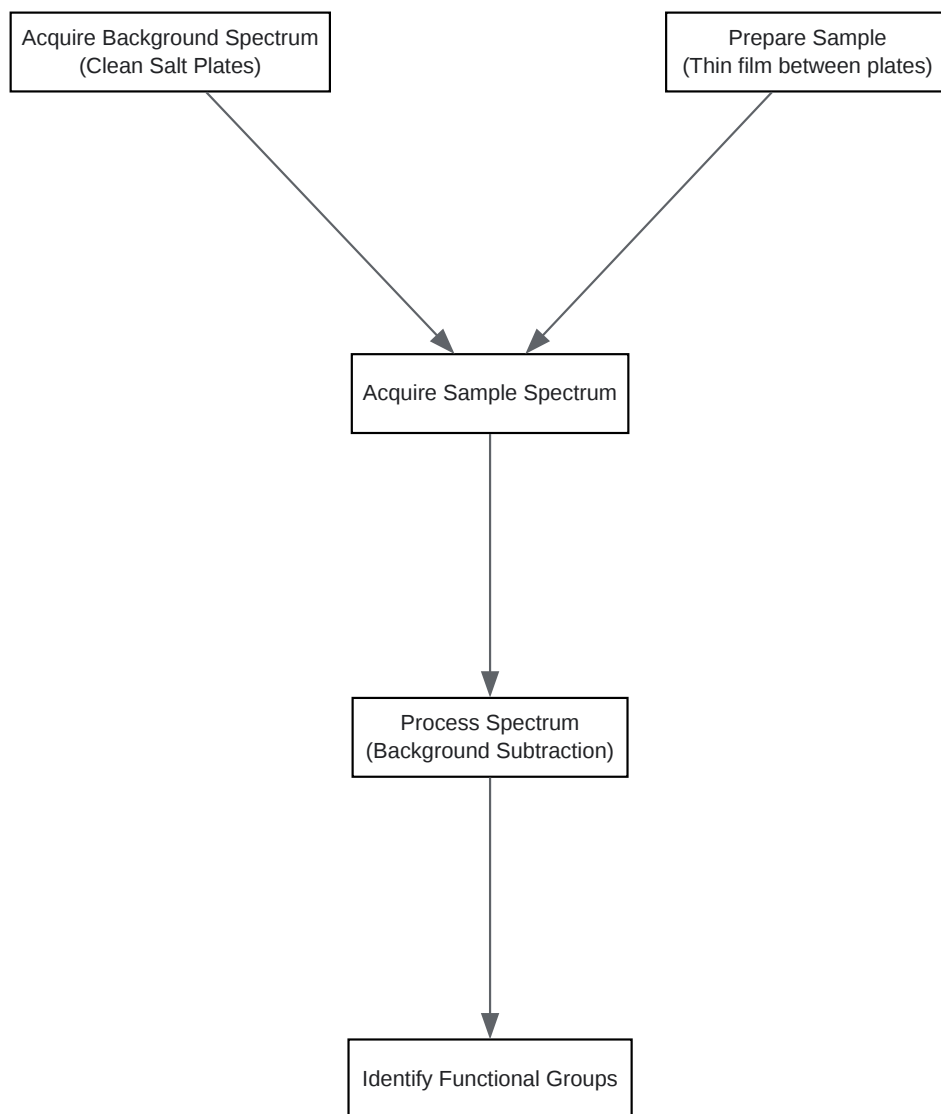 Acquire Background Spectrum
(Clean Salt Plates)
Prepare Sample
(Thin film between plates)
Acquire Sample Spectrum
Process Spectrum
(Background Subtraction)
Identify Functional Groups